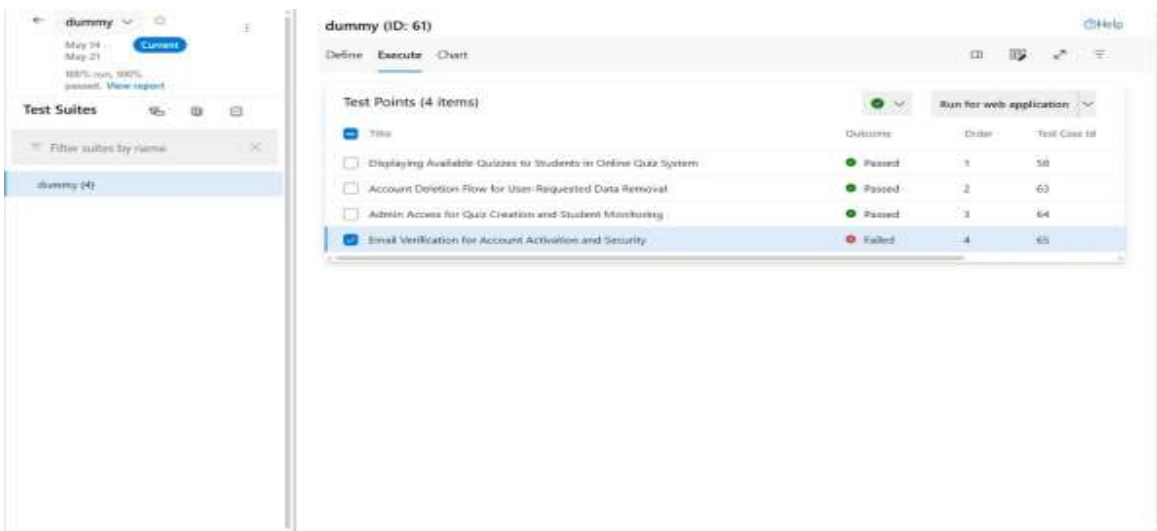 dummy
May 14 - Current
May 21
100% run, 100%
passed. View report
Test Suites
Filter suites by name
dummy (4)
dummy (ID: 61)
Help
Define Execute Chart
Test Points (4 items)
Run for web application
Title Outcome Order Test Case Id
Displaying Available Quizzes to Students in Online Quiz System Passed 1 58
Account Deletion Flow for User-Requested Data Removal Passed 2 63
Admin Access for Quiz Creation and Student Monitoring Passed 3 64
Email Verification for Account Activation and Security Failed 4 65